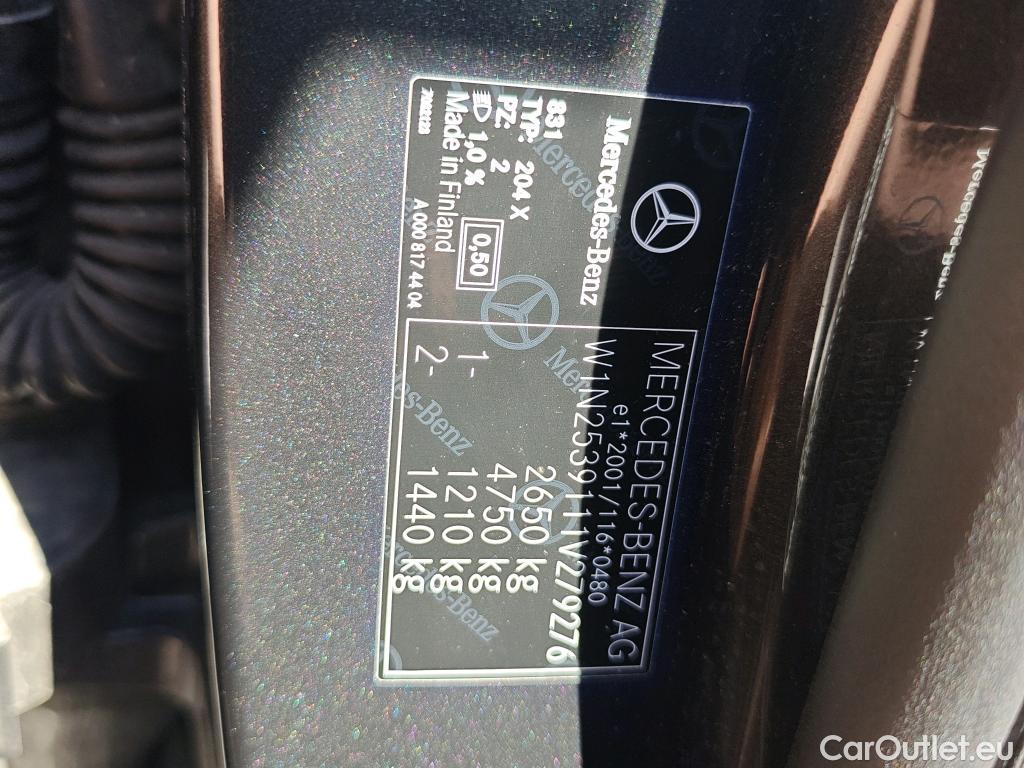 Mercedes-Benz
831
TYP: 204 X
PZ: 2
1,0 %
0,50
Made in Finland
A 000 817 44 04
MERCEDES-BENZ AG
e1*2001/116*0480
W1N2539111V279276
2650 kg
4750 kg
1- 1210 kg
2- 1440 kg
CarOutlet.eu